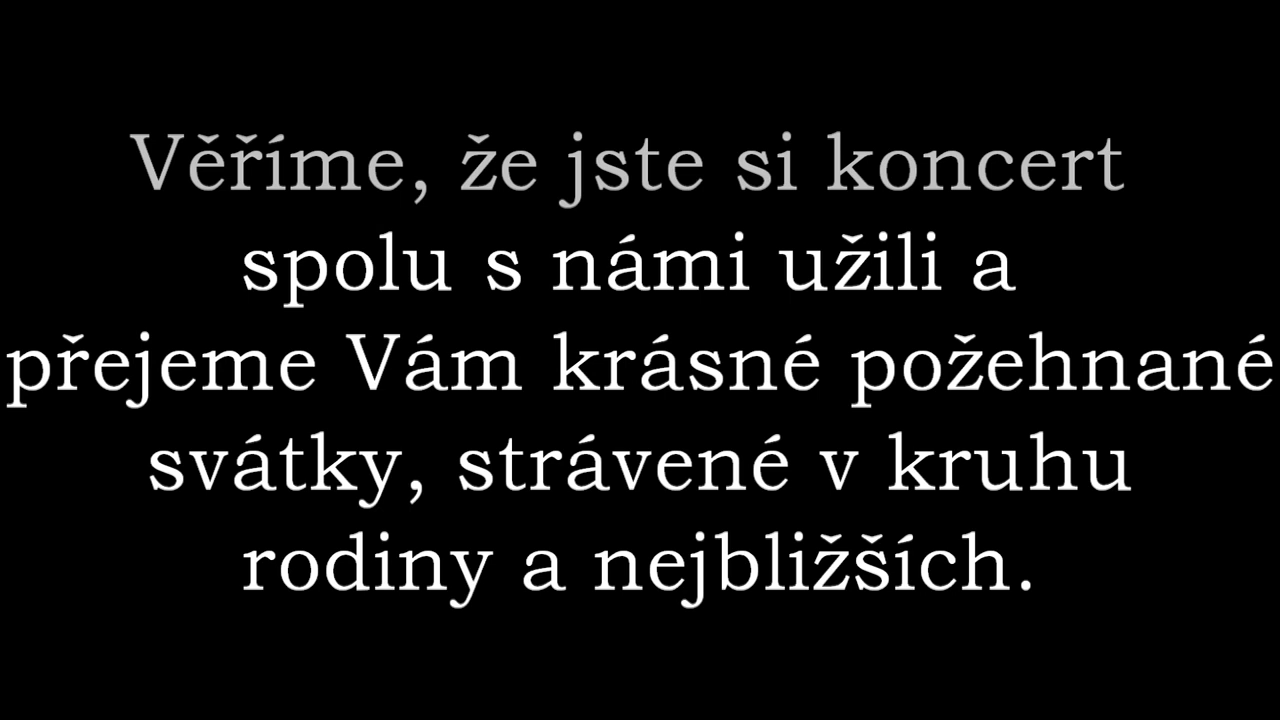 Věříme, že jste si koncert
spolu s námi užili a
přejeme Vám krásné požehnané
svátky, strávené v kruhu
rodiny a nejbližších.